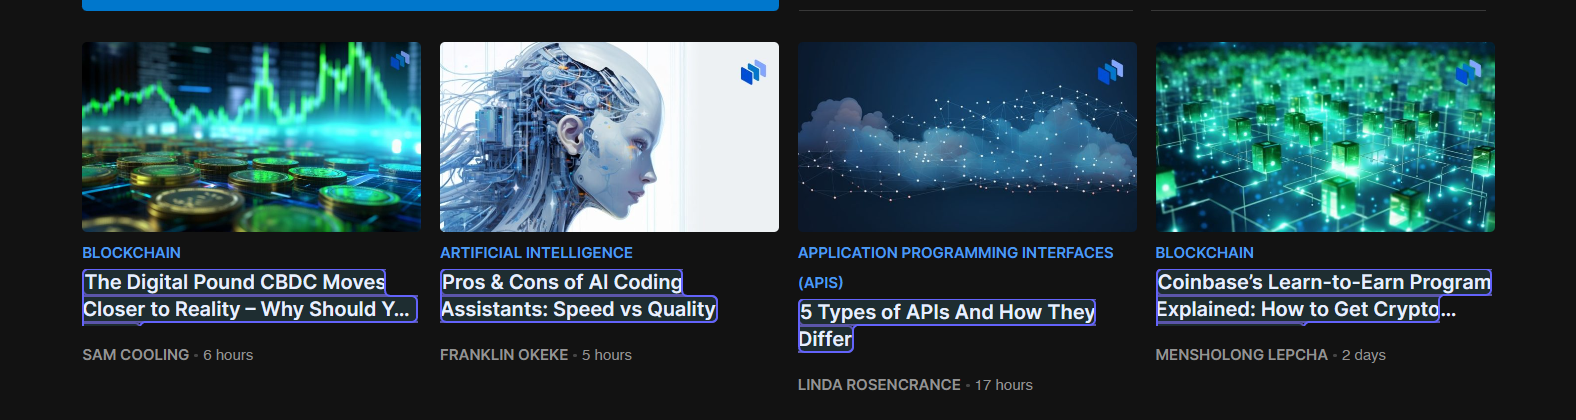 BLOCKCHAIN
The Digital Pound CBDC Moves
Closer to Reality – Why Should Y...
SAM COOLING • 6 hours
ARTIFICIAL INTELLIGENCE
Pros & Cons of AI Coding
Assistants: Speed vs Quality
FRANKLIN OKEKE • 5 hours
APPLICATION PROGRAMMING INTERFACES
(APIS)
5 Types of APIs And How They
Differ
LINDA ROSENCRANCE • 17 hours
BLOCKCHAIN
Coinbase’s Learn-to-Earn Program
Explained: How to Get Crypto...
MENSHOLONG LEPCHA • 2 days